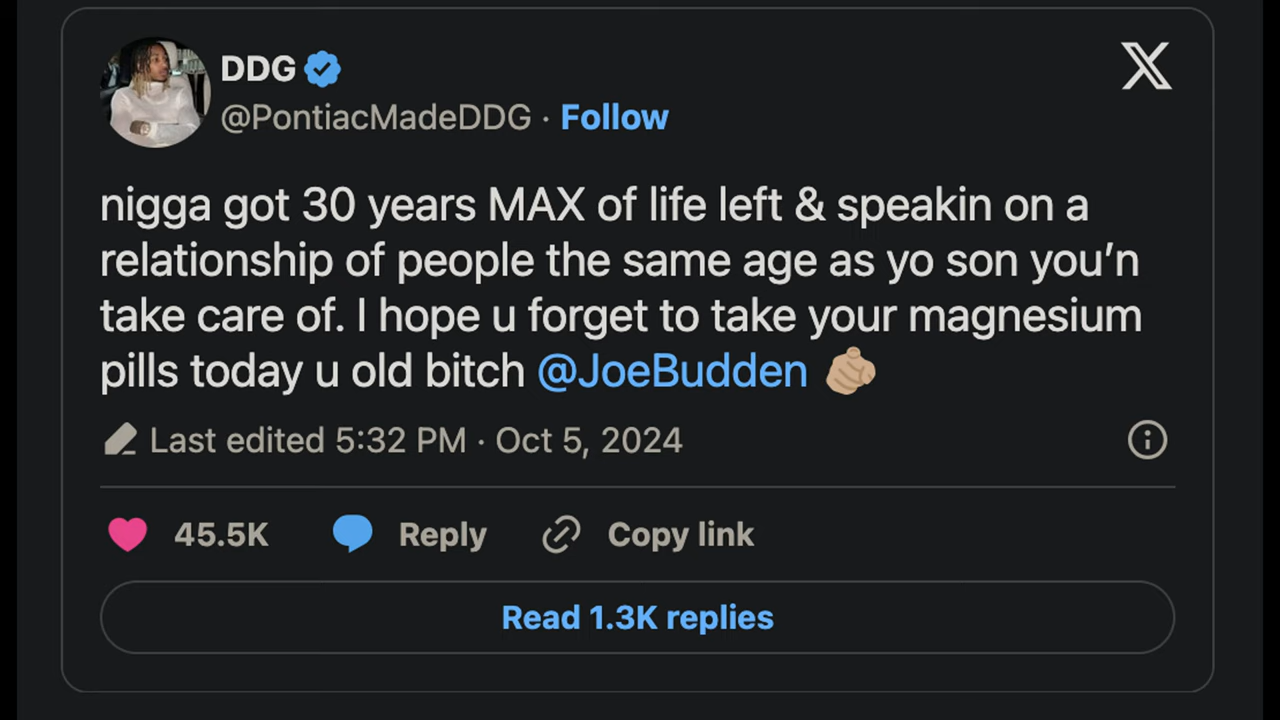 DDG
@PontiacMadeDDG · Follow
nigga got 30 years MAX of life left & speakin on a
relationship of people the same age as yo son you’n
take care of. I hope u forget to take your magnesium
pills today u old bitch @JoeBudden 🫵🏼
Last edited 5:32 PM · Oct 5, 2024
45.5K Reply Copy link
Read 1.3K replies